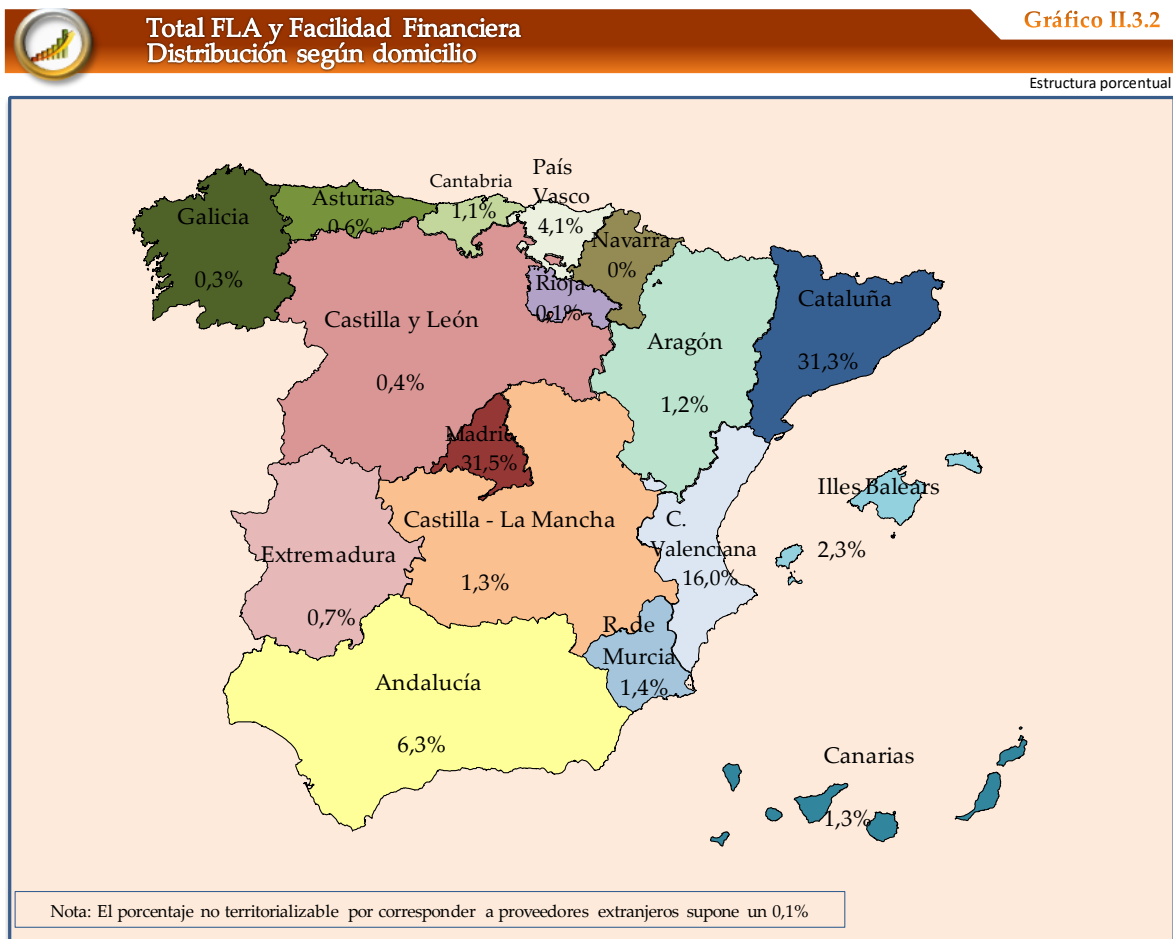 Gráfico II.3.2
Total FLA y Facilidad Financiera
Distribución según domicilio
Estructura porcentual
Galicia
0,3%
Asturias
0,6%
Cantabria
1,1%
País
Vasco
4,1%
Navarra
0%
Rioja
0,1%
Castilla y León
0,4%
Aragón
1,2%
Cataluña
31,3%
Madrid
31,5%
Castilla - La Mancha
1,3%
Extremadura
0,7%
C.
Valenciana
16,0%
Illes Balears
2,3%
R. de
Murcia
1,4%
Andalucía
6,3%
Canarias
1,3%
Nota: El porcentaje no territorializable por corresponder a proveedores extranjeros supone un 0,1%